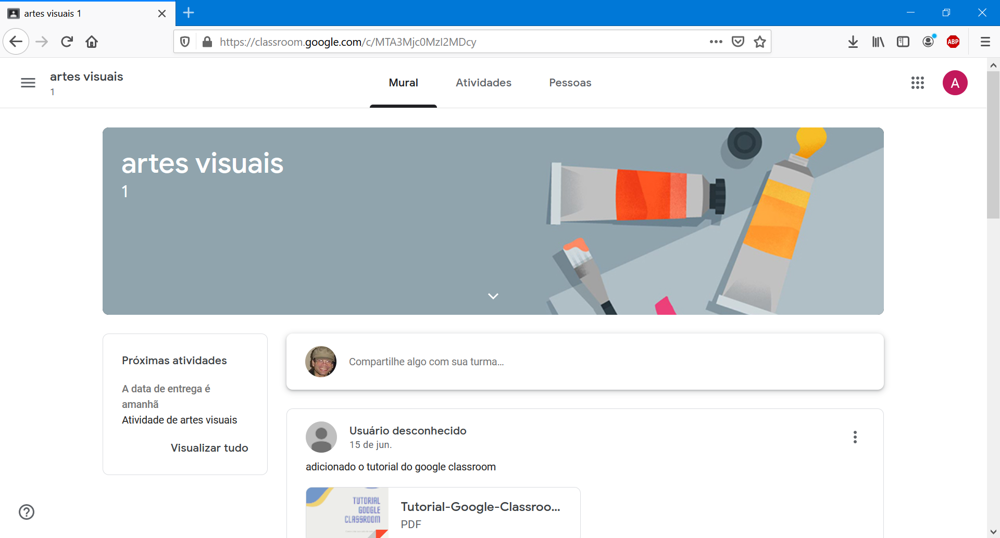 artes visuais 1
https://classroom.google.com/c/MTA3Mjc0MzI2MDcy
ABP
artes visuais
1
Mural
Atividades
Pessoas
A
artes visuais
1
Próximas atividades
A data de entrega é
amanhã
Atividade de artes visuais
Visualizar tudo
Compartilhe algo com sua turma...
Usuário desconhecido
15 de jun.
adicionado o tutorial do google classroom
TUTORIAL
GOOGLE
CLASSROOM
Tutorial-Google-Classroo...
PDF